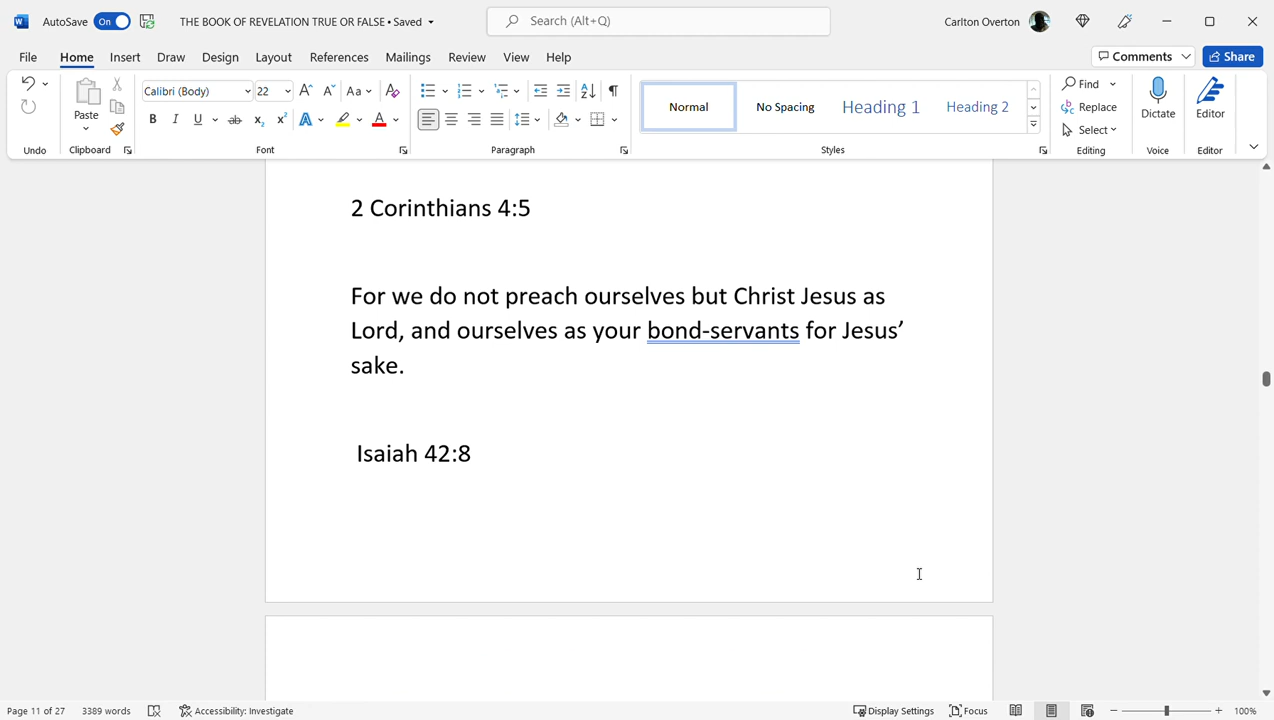 AutoSave On THE BOOK OF REVELATION TRUE OR FALSE • Saved Search (Alt+Q) Carlton Overton
File Home Insert Draw Design Layout References Mailings Review View Help Comments Share
Calibri (Body) 22 Aa Find
Paste Normal No Spacing Heading 1 Heading 2 Replace Dictate Editor
B I U ab x₂ x² A A Select
Undo Clipboard Font Paragraph Styles Editing Voice Editor
2 Corinthians 4:5
For we do not preach ourselves but Christ Jesus as
Lord, and ourselves as your bond-servants for Jesus’
sake.
Isaiah 42:8
Page 11 of 27 3389 words Accessibility: Investigate Display Settings Focus 100%